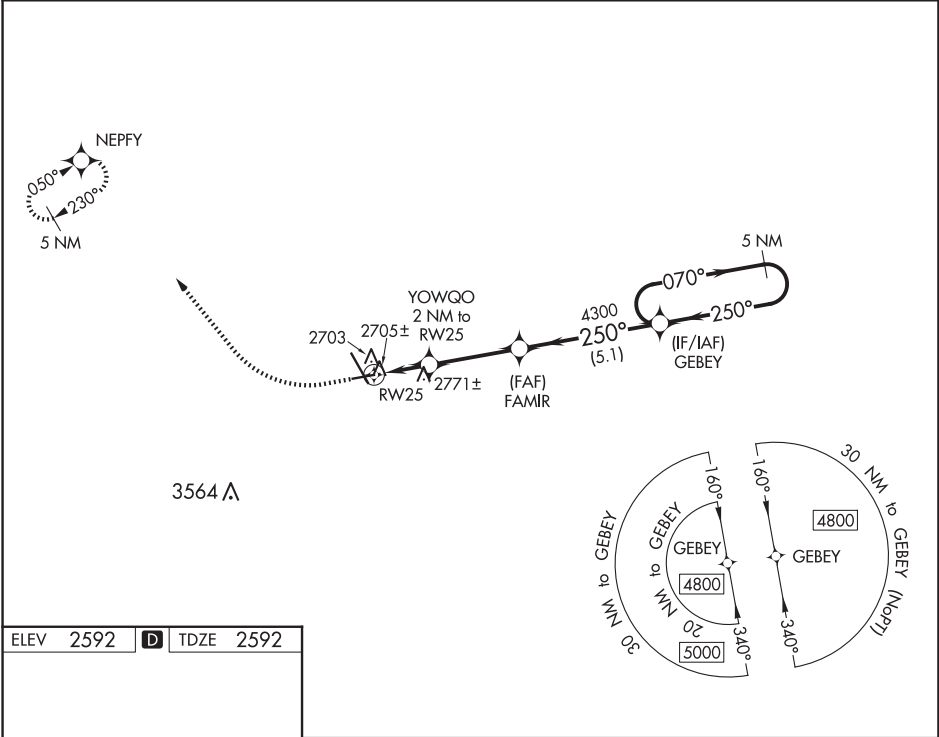 NEPFY
050°
230°
5 NM
5 NM
070°
250°
4300
250°
(5.1)
(IF/IAF)
GEBEY
YOWQO
2 NM to
RW25
2703
2705±
RW25
2771±
(FAF)
FAMIR
3564
30 NM to GEBEY
160°
20 NM to GEBEY
GEBEY
4800
340°
5000
160°
30 NM to GEBEY (NoPT)
4800
GEBEY
340°
ELEV 2592 D TDZE 2592